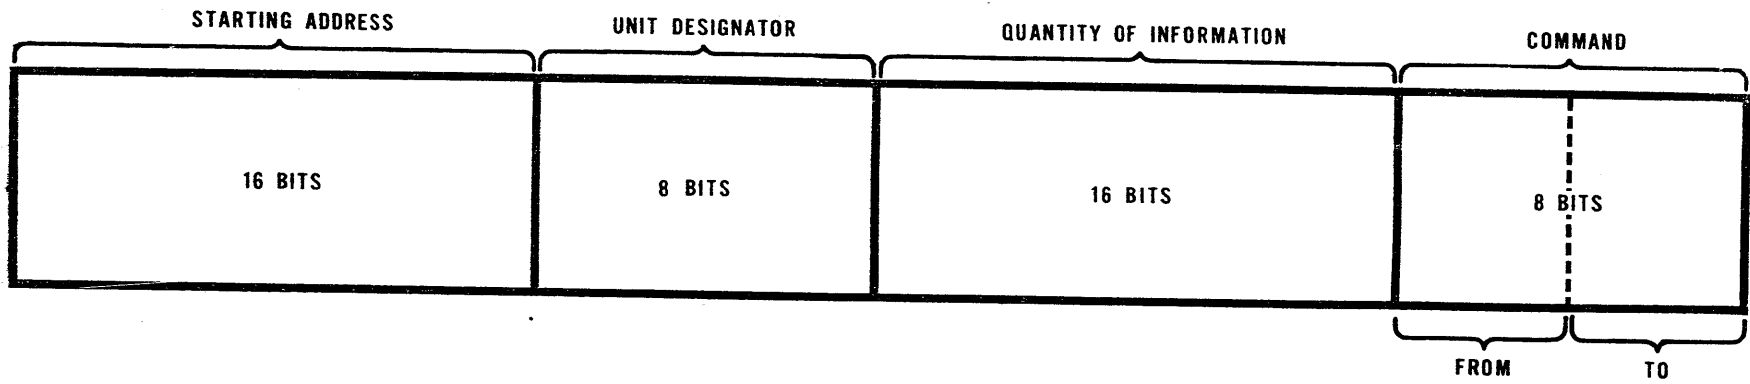 STARTING ADDRESS
UNIT DESIGNATOR
QUANTITY OF INFORMATION
COMMAND
16 BITS
8 BITS
16 BITS
8 BITS
FROM
TO